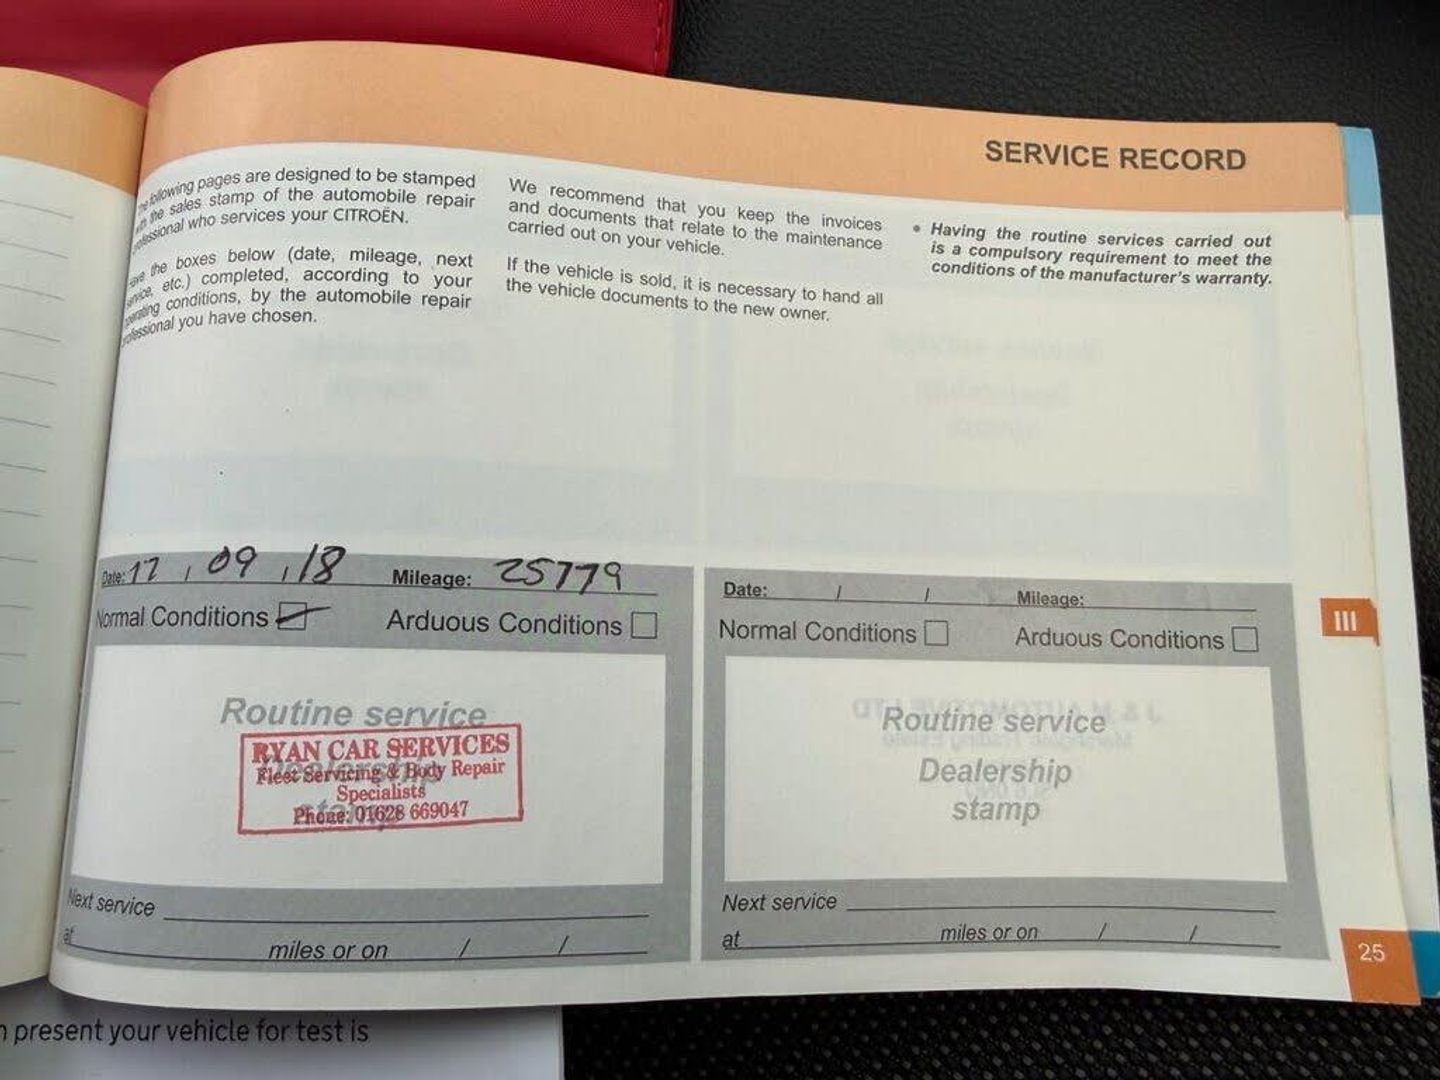 SERVICE RECORD
The following pages are designed to be stamped
with the sales stamp of the automobile repair
professional who services your CITROËN.
Have the boxes below (date, mileage, next
service, etc.) completed, according to your
operating conditions, by the automobile repair
professional you have chosen.
We recommend that you keep the invoices
and documents that relate to the maintenance
carried out on your vehicle.
If the vehicle is sold, it is necessary to hand all
the vehicle documents to the new owner.
• Having the routine services carried out
is a compulsory requirement to meet the
conditions of the manufacturer's warranty.
Date: 17 / 09 / 18 Mileage: 25779
Normal Conditions Arduous Conditions
Routine service
Dealership
stamp
RYAN CAR SERVICES
Fleet Servicing & Body Repair
Specialists
Phone: 01628 669047
Next service
at miles or on / /
Date: / / Mileage:
Normal Conditions Arduous Conditions
Routine service
Dealership
stamp
Next service
at miles or on / /
III
25
present your vehicle for test is